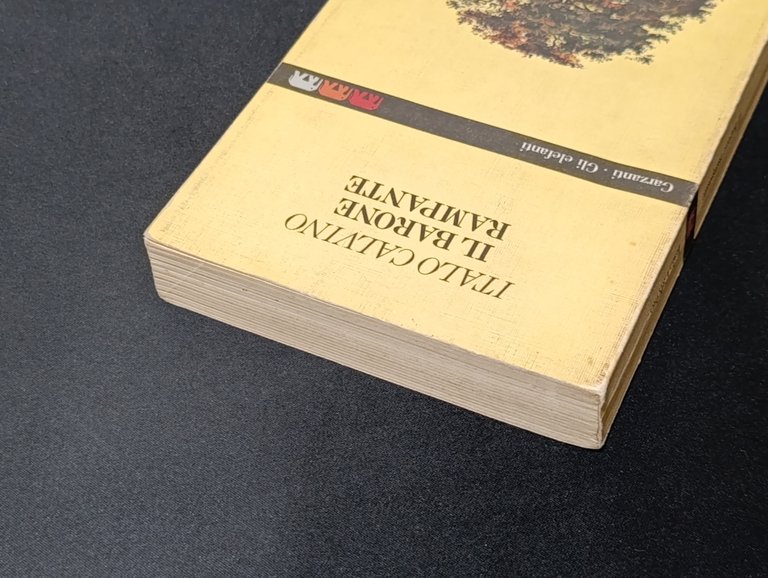 ITALO CALVINO
IL BARONE
RAMPANTE
Garzanti · Gli elefanti